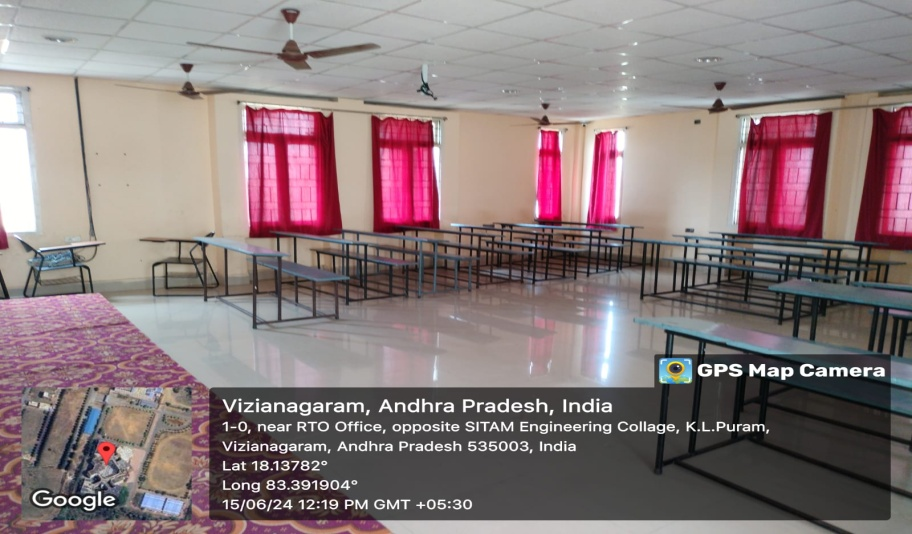 GPS Map Camera
Vizianagaram, Andhra Pradesh, India
1-0, near RTO Office, opposite SITAM Engineering Collage, K.L.Puram,
Vizianagaram, Andhra Pradesh 535003, India
Lat 18.13782°
Long 83.391904°
15/06/24 12:19 PM GMT +05:30
Google